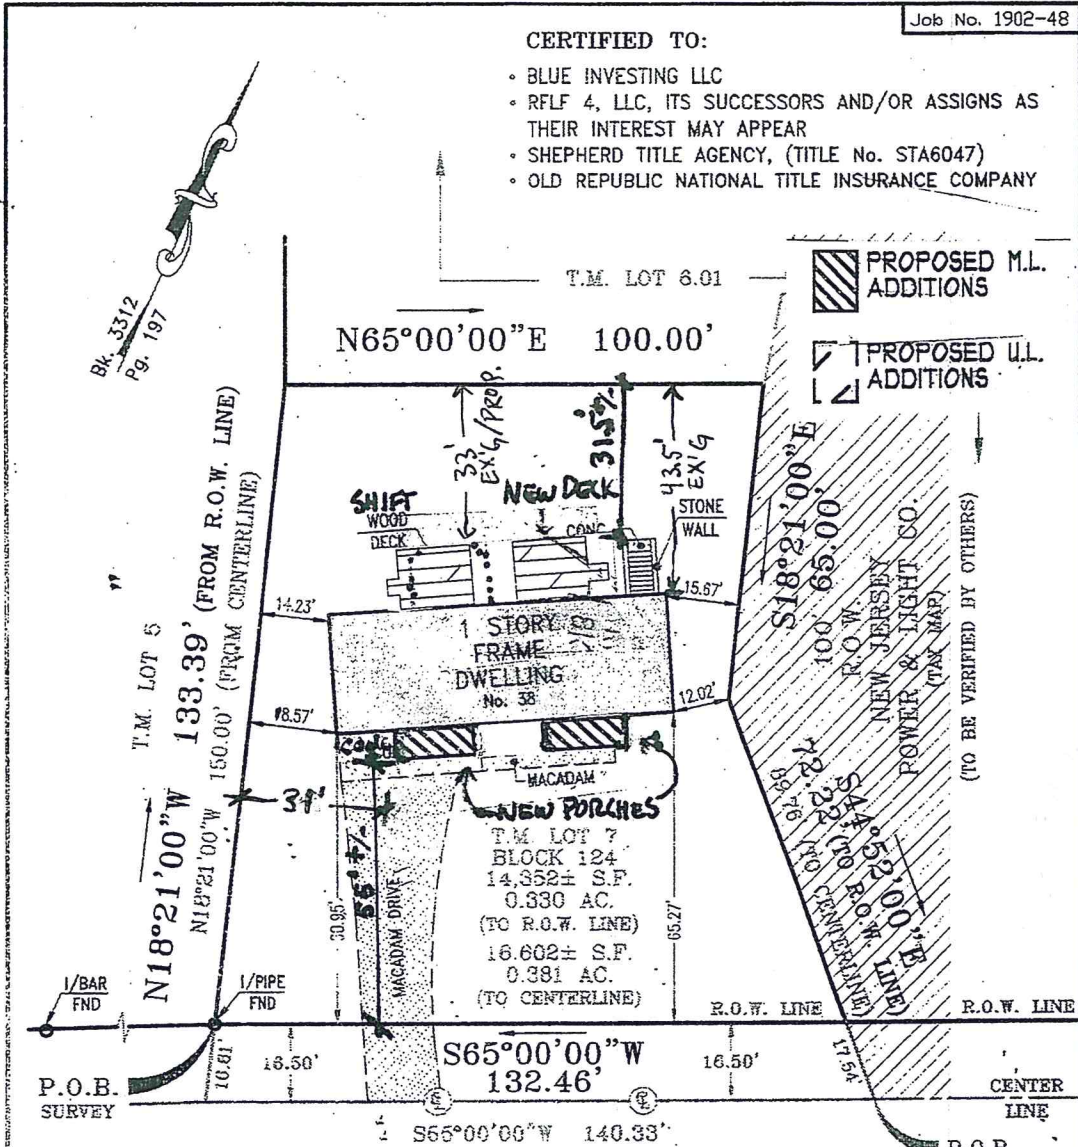 Job No. 1902-48
CERTIFIED TO:
• BLUE INVESTING LLC
• RFLF 4, LLC, ITS SUCCESSORS AND/OR ASSIGNS AS
THEIR INTEREST MAY APPEAR
• SHEPHERD TITLE AGENCY, (TITLE No. STA6047)
• OLD REPUBLIC NATIONAL TITLE INSURANCE COMPANY
Bk. 3312
Pg. 197
T.M. LOT 6.01
PROPOSED M.L.
ADDITIONS
PROPOSED U.L.
ADDITIONS
N65°00'00"E 100.00'
33'
EX'G/PROP.
31.5' +/-
43.5'
EX'G
SHIFT
WOOD
DECK
NEW DECK
CONC
STONE
WALL
14.23'
15.67'
1 STORY
FRAME
DWELLING
No. 38
18.57'
12.02'
T.M. LOT 5
N18°21'00"W 133.39' (FROM R.O.W. LINE)
N18°21'00"W 150.00' (FROM CENTERLINE)
S18°21'00"E
65.00'
100'
R.O.W.
NEW JERSEY
POWER & LIGHT CO.
(TAX MAP)
(TO BE VERIFIED BY OTHERS)
S44°52'00"E
72.22' (TO R.O.W. LINE)
(TO CENTERLINE)
MACADAM
NEW PORCHES
55' +/-
MACADAM DRIVE
65.27'
T.M. LOT 7
BLOCK 124
14,352± S.F.
0.330 AC.
(TO R.O.W. LINE)
16,602± S.F.
0.381 AC.
(TO CENTERLINE)
I/BAR
FND
I/PIPE
FND
R.O.W. LINE
R.O.W. LINE
P.O.B.
SURVEY
16.61
16.50'
S65°00'00"W
132.46'
16.50'
17.54'
CENTER
LINE
S65°00'00"W 140.33'
P.O.B.